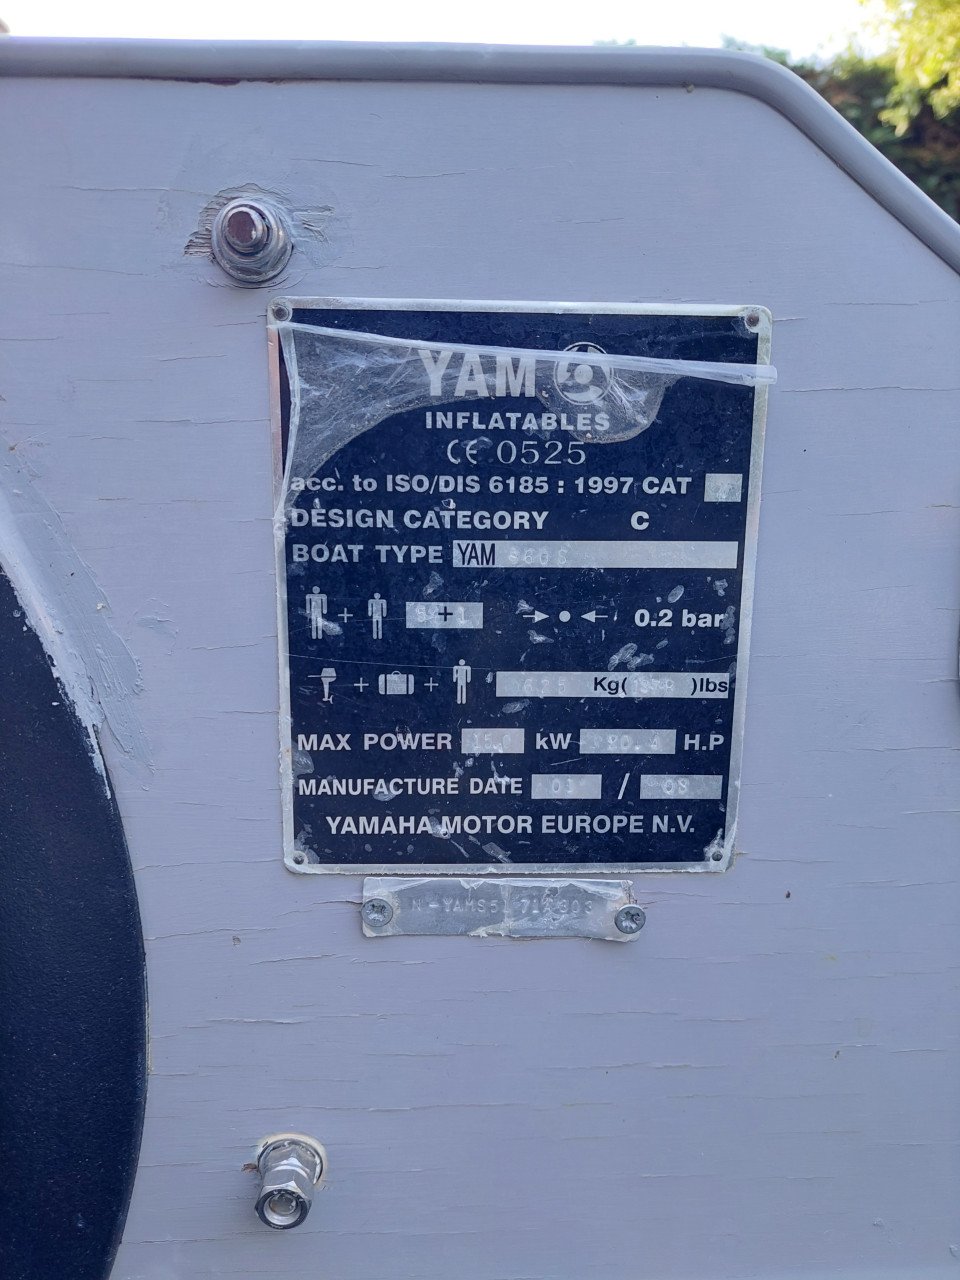 YAM
INFLATABLES
CE 0525
acc. to ISO/DIS 6185 : 1997 CAT
DESIGN CATEGORY C
BOAT TYPE YAM
+ + 0.2 bar
+ + Kg( )lbs
MAX POWER kW H.P
MANUFACTURE DATE /
YAMAHA MOTOR EUROPE N.V.